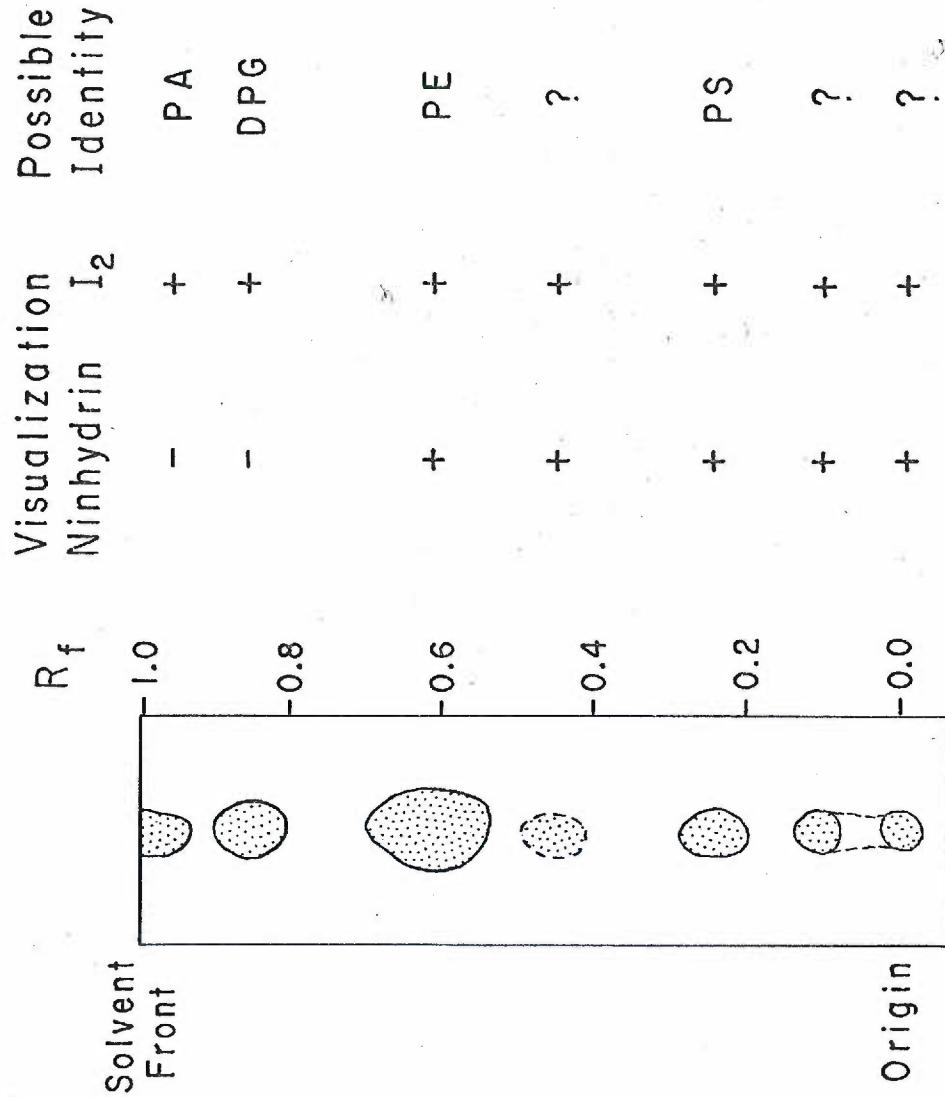 Solvent
Front
Origin
R_f
1.0
0.8
0.6
0.4
0.2
0.0
Visualization
Ninhydrin I₂
Possible
Identity
- + PA
- + DPG
+ + PE
+ + ?
+ + PS
+ + ?
+ + ?